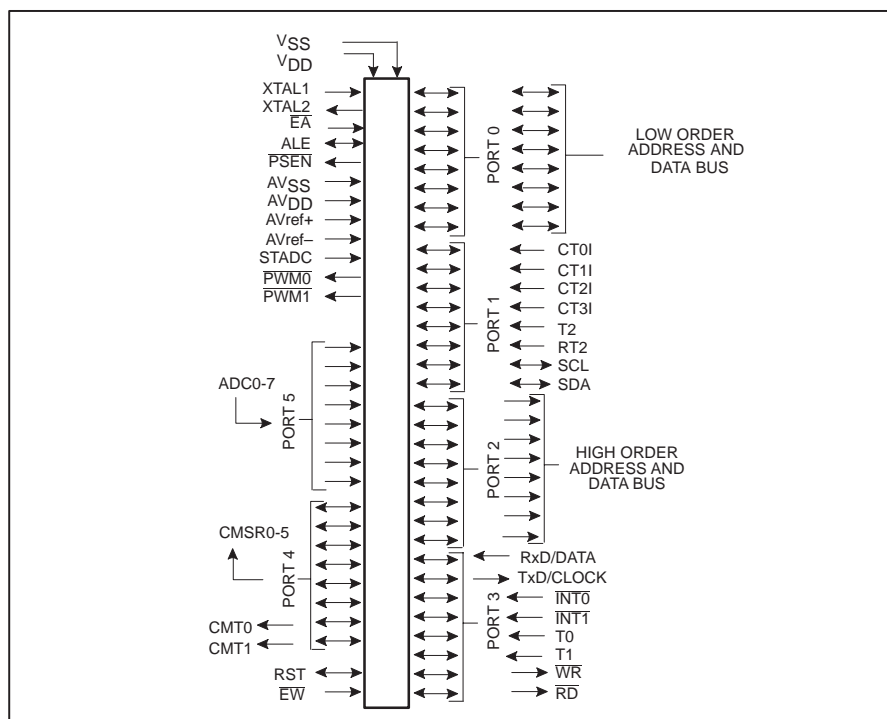 VSS
VDD
XTAL1
XTAL2
EA
ALE
PSEN
AVSS
AVDD
AVref+
AVref–
STADC
PWM0
PWM1
ADC0-7
PORT 5
CMSR0-5
PORT 4
CMT0
CMT1
RST
EW
PORT 0
LOW ORDER
ADDRESS AND
DATA BUS
PORT 1
CT0I
CT1I
CT2I
CT3I
T2
RT2
SCL
SDA
PORT 2
HIGH ORDER
ADDRESS AND
DATA BUS
PORT 3
RxD/DATA
TxD/CLOCK
INT0
INT1
T0
T1
WR
RD